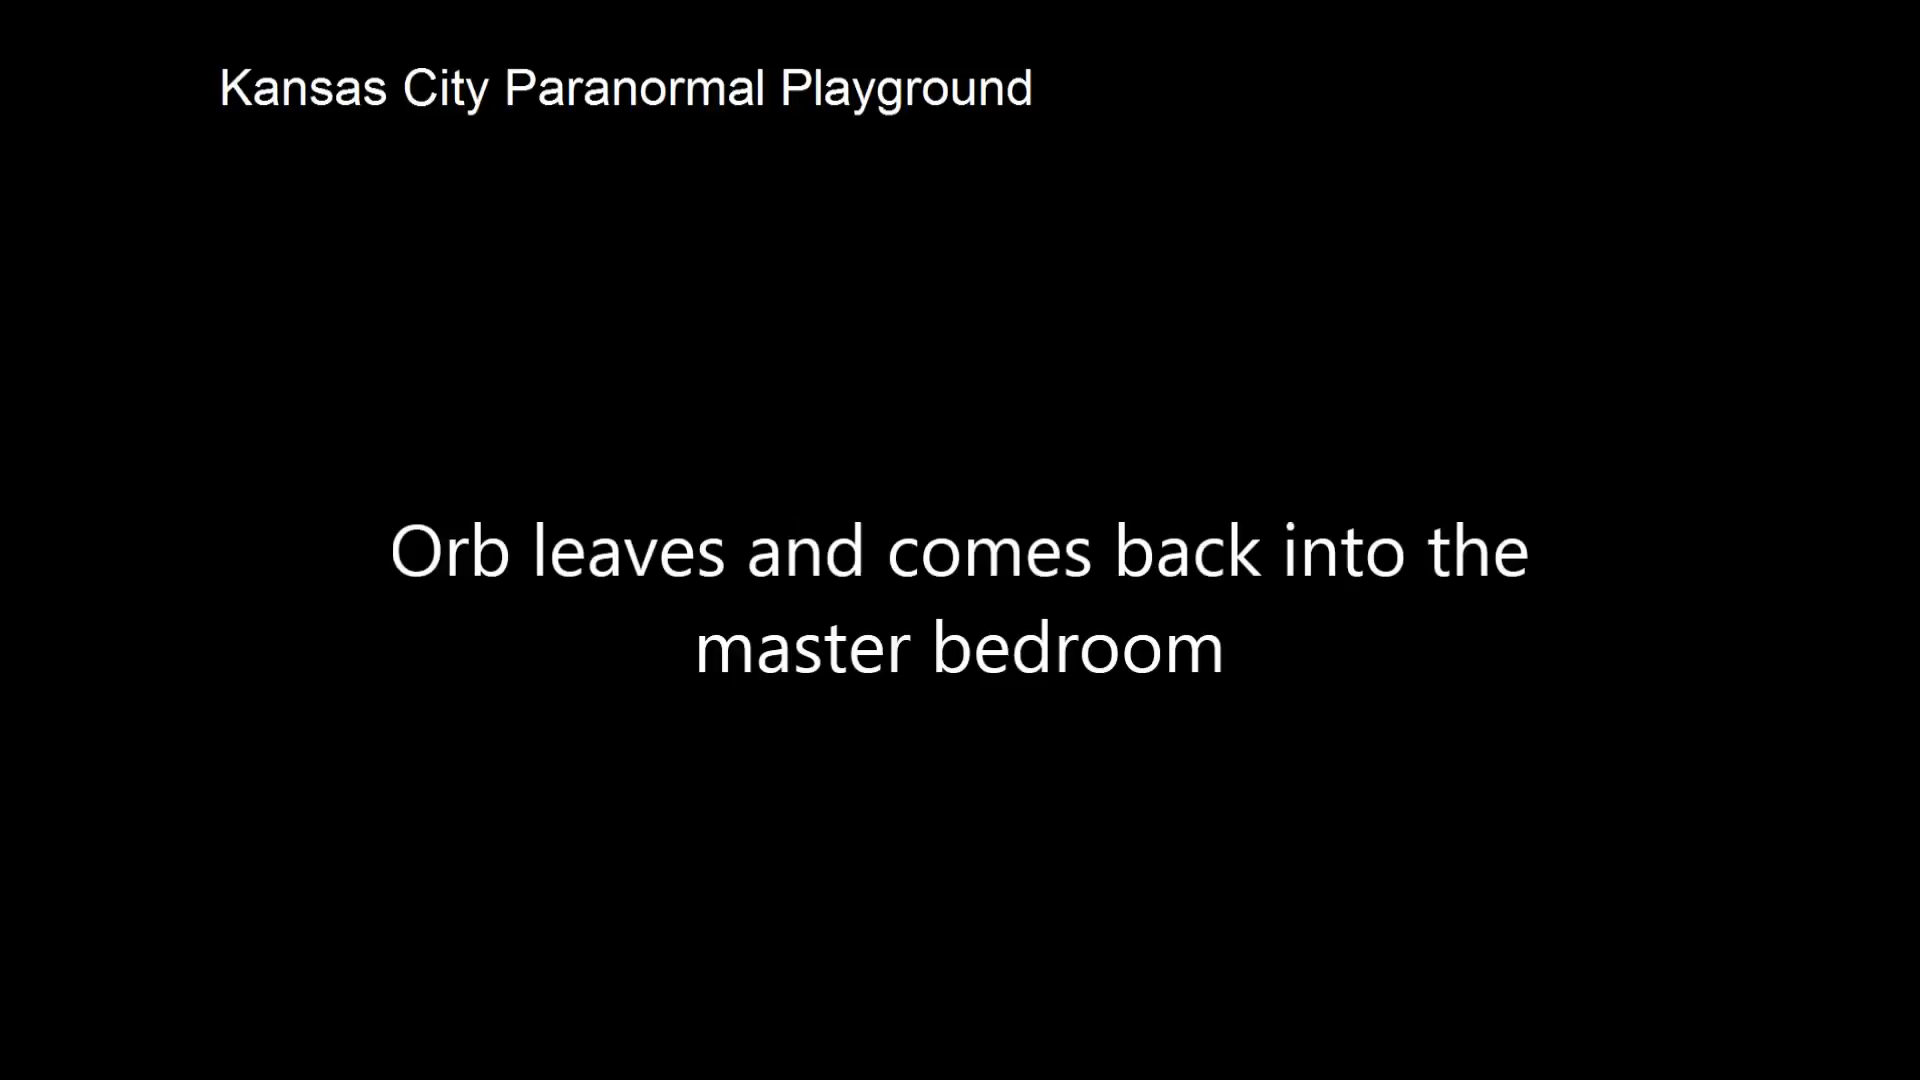 Kansas City Paranormal Playground
Orb leaves and comes back into the
master bedroom